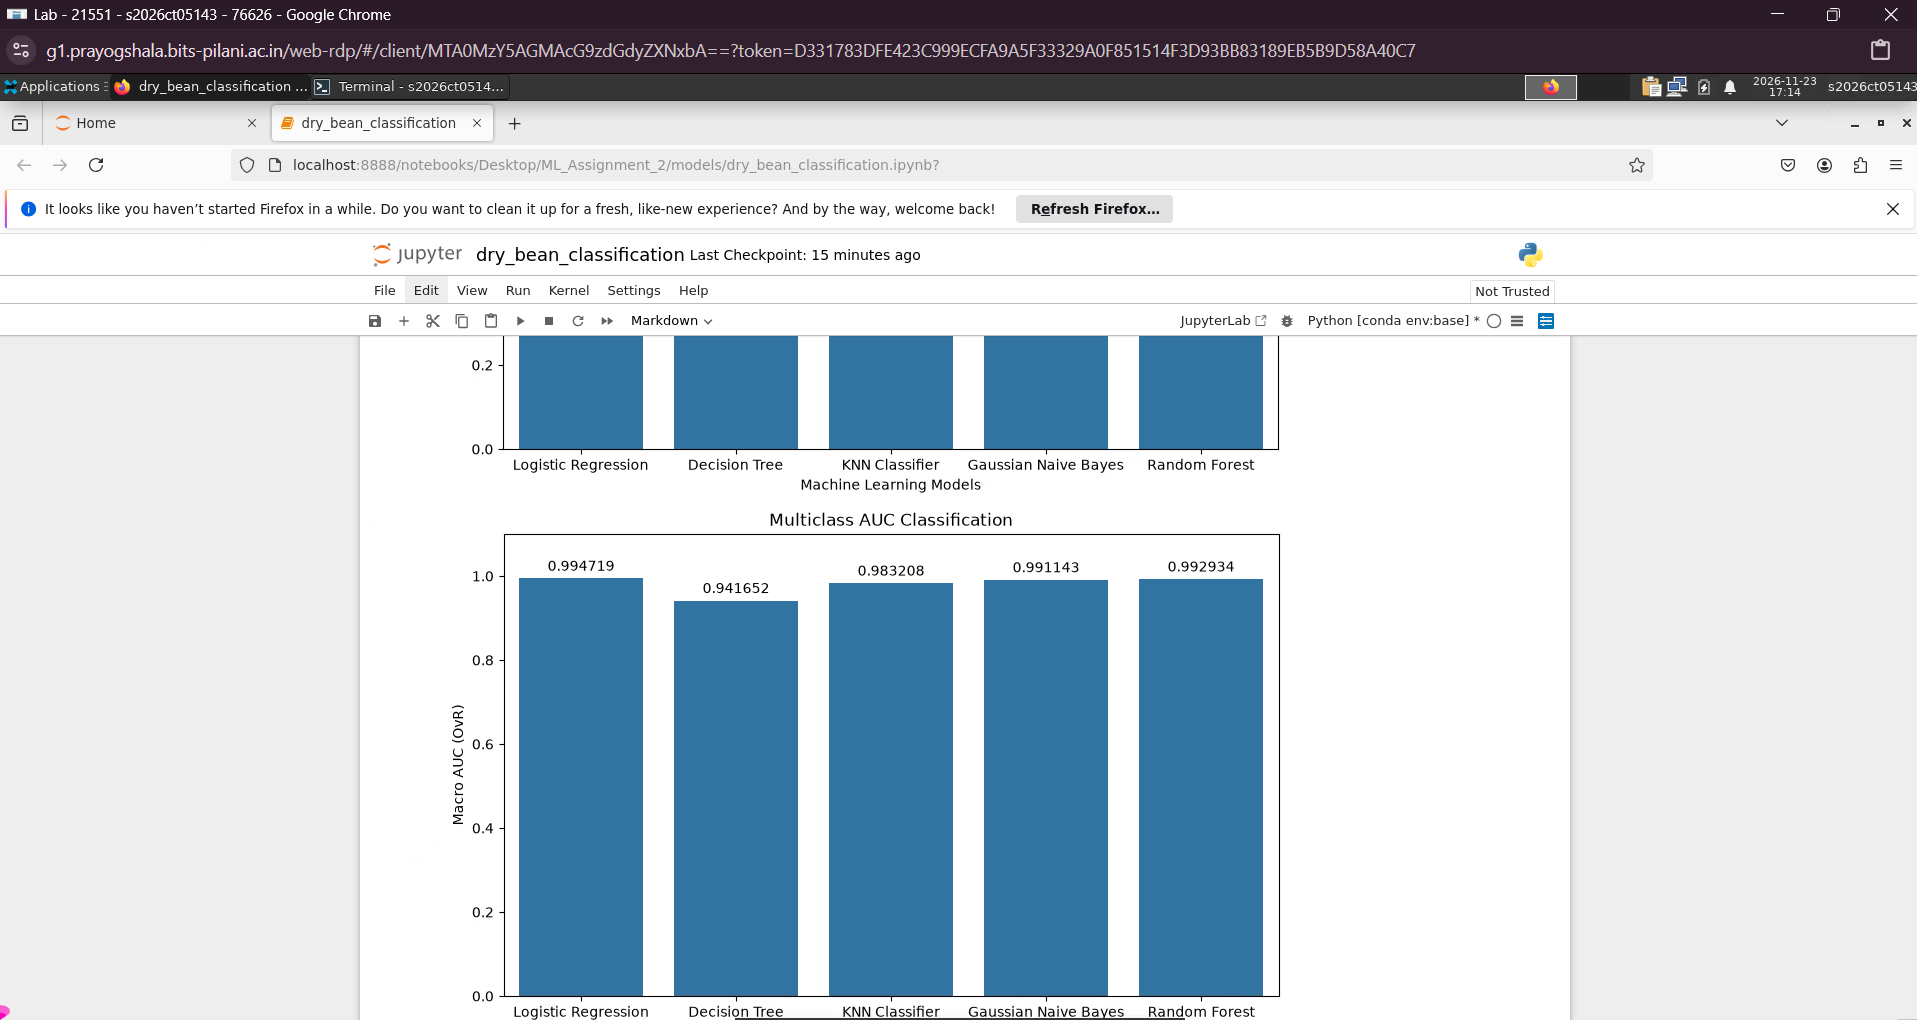 Lab - 21551 - s2026ct05143 - 76626 - Google Chrome
g1.prayogshala.bits-pilani.ac.in/web-rdp/#/client/MTA0MzY5AGMAcG9zdGdyZXNxbA==?token=D331783DFE423C999ECFA9A5F33329A0F851514F3D93BB83189EB5B9D58A40C7
Applications dry_bean_classification ... Terminal - s2026ct0514... 2026-11-23 17:14 s2026ct05143
Home dry_bean_classification
localhost:8888/notebooks/Desktop/ML_Assignment_2/models/dry_bean_classification.ipynb?
It looks like you haven’t started Firefox in a while. Do you want to clean it up for a fresh, like-new experience? And by the way, welcome back! Refresh Firefox...
jupyter dry_bean_classification Last Checkpoint: 15 minutes ago
File Edit View Run Kernel Settings Help Not Trusted
Markdown JupyterLab Python [conda env:base] *
0.2
0.0
Logistic Regression Decision Tree KNN Classifier Gaussian Naive Bayes Random Forest
Machine Learning Models
Multiclass AUC Classification
0.994719 0.941652 0.983208 0.991143 0.992934
1.0
0.8
0.6
0.4
0.2
0.0
Macro AUC (OvR)
Logistic Regression Decision Tree KNN Classifier Gaussian Naive Bayes Random Forest